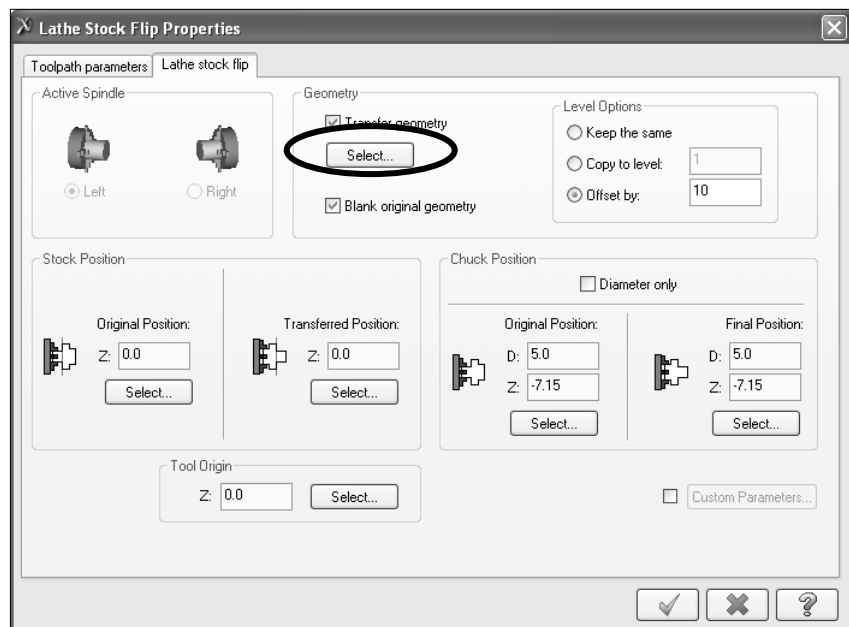 Lathe Stock Flip Properties
Toolpath parameters
Lathe stock flip
Active Spindle
Left
Right
Geometry
Transfer geometry
Select...
Blank original geometry
Level Options
Keep the same
Copy to level:
1
Offset by:
10
Stock Position
Original Position:
Z: 0.0
Select...
Transferred Position:
Z: 0.0
Select...
Chuck Position
Diameter only
Original Position:
D: 5.0
Z: -7.15
Select...
Final Position:
D: 5.0
Z: -7.15
Select...
Tool Origin
Z: 0.0
Select...
Custom Parameters...